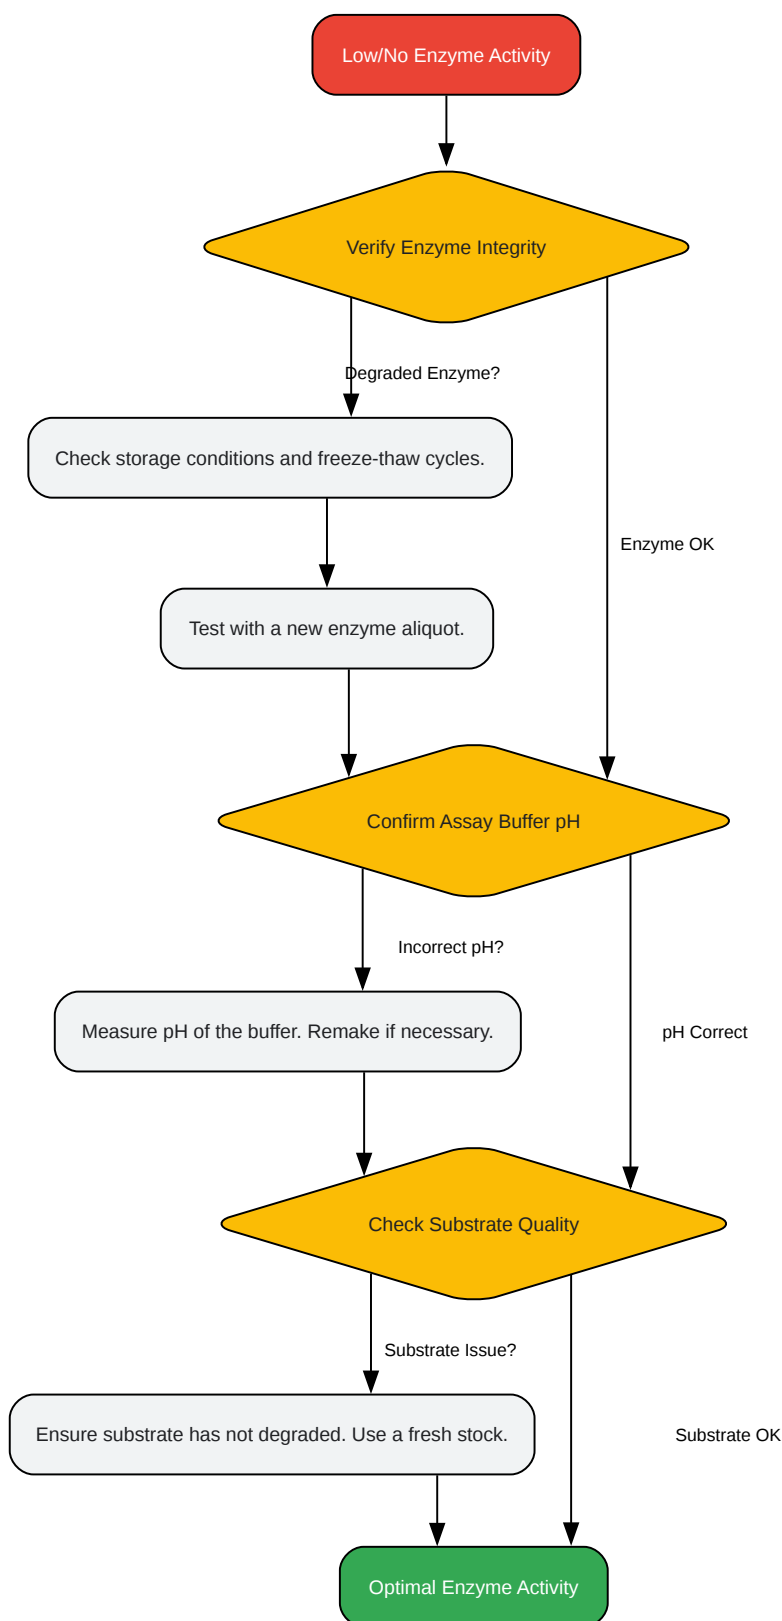 Low/No Enzyme Activity
Verify Enzyme Integrity
Degraded Enzyme?
Check storage conditions and freeze-thaw cycles.
Enzyme OK
Test with a new enzyme aliquot.
Confirm Assay Buffer pH
Incorrect pH?
Measure pH of the buffer. Remake if necessary.
pH Correct
Check Substrate Quality
Substrate Issue?
Ensure substrate has not degraded. Use a fresh stock.
Substrate OK
Optimal Enzyme Activity